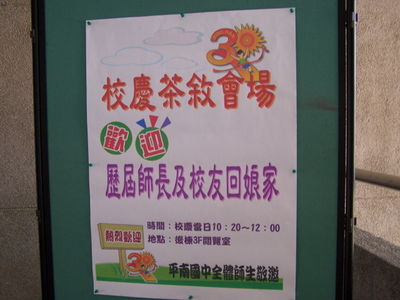 30
校慶茶敘會場
歡迎
歷屆師長及校友回娘家
時間：校慶當日10：20～12：00
地點：後棟3F閱覽室
熱烈歡迎
30
平南國中全體師生敬邀